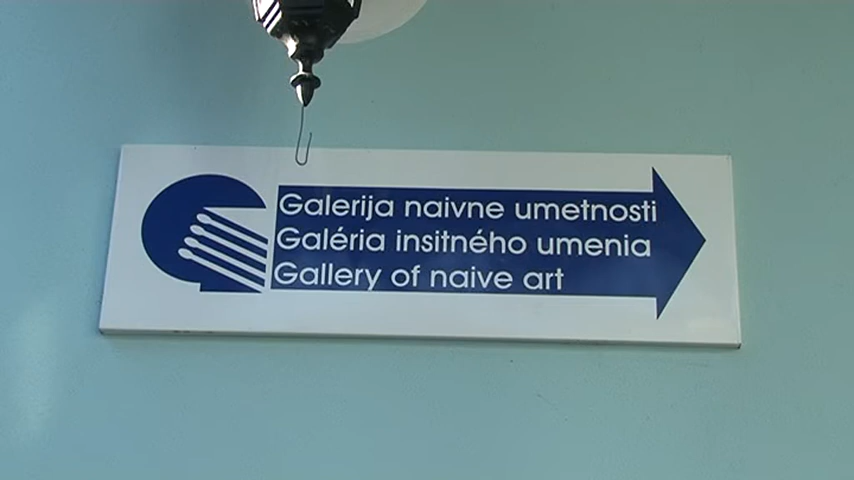 Galerija naivne umetnosti
Galéria insitného umenia
Gallery of naive art